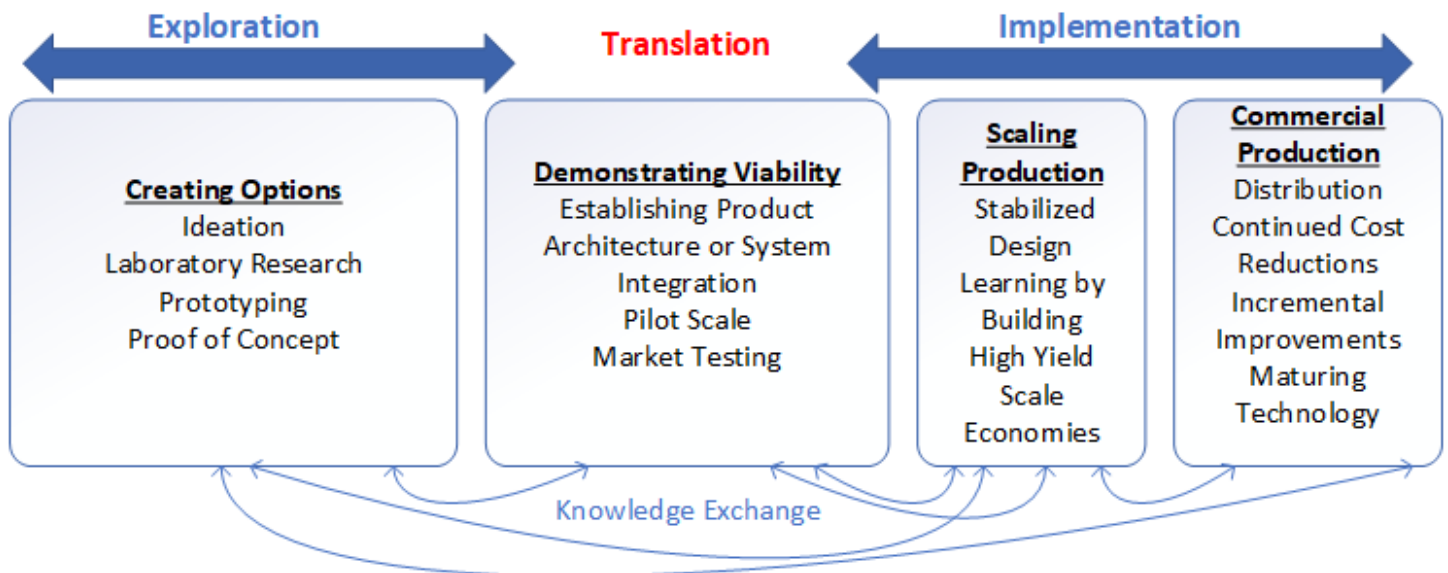 Exploration
Translation
Implementation
Creating Options
Ideation
Laboratory Research
Prototyping
Proof of Concept
Demonstrating Viability
Establishing Product
Architecture or System
Integration
Pilot Scale
Market Testing
Scaling
Production
Stabilized
Design
Learning by
Building
High Yield
Scale
Economies
Commercial
Production
Distribution
Continued Cost
Reductions
Incremental
Improvements
Maturing
Technology
Knowledge Exchange